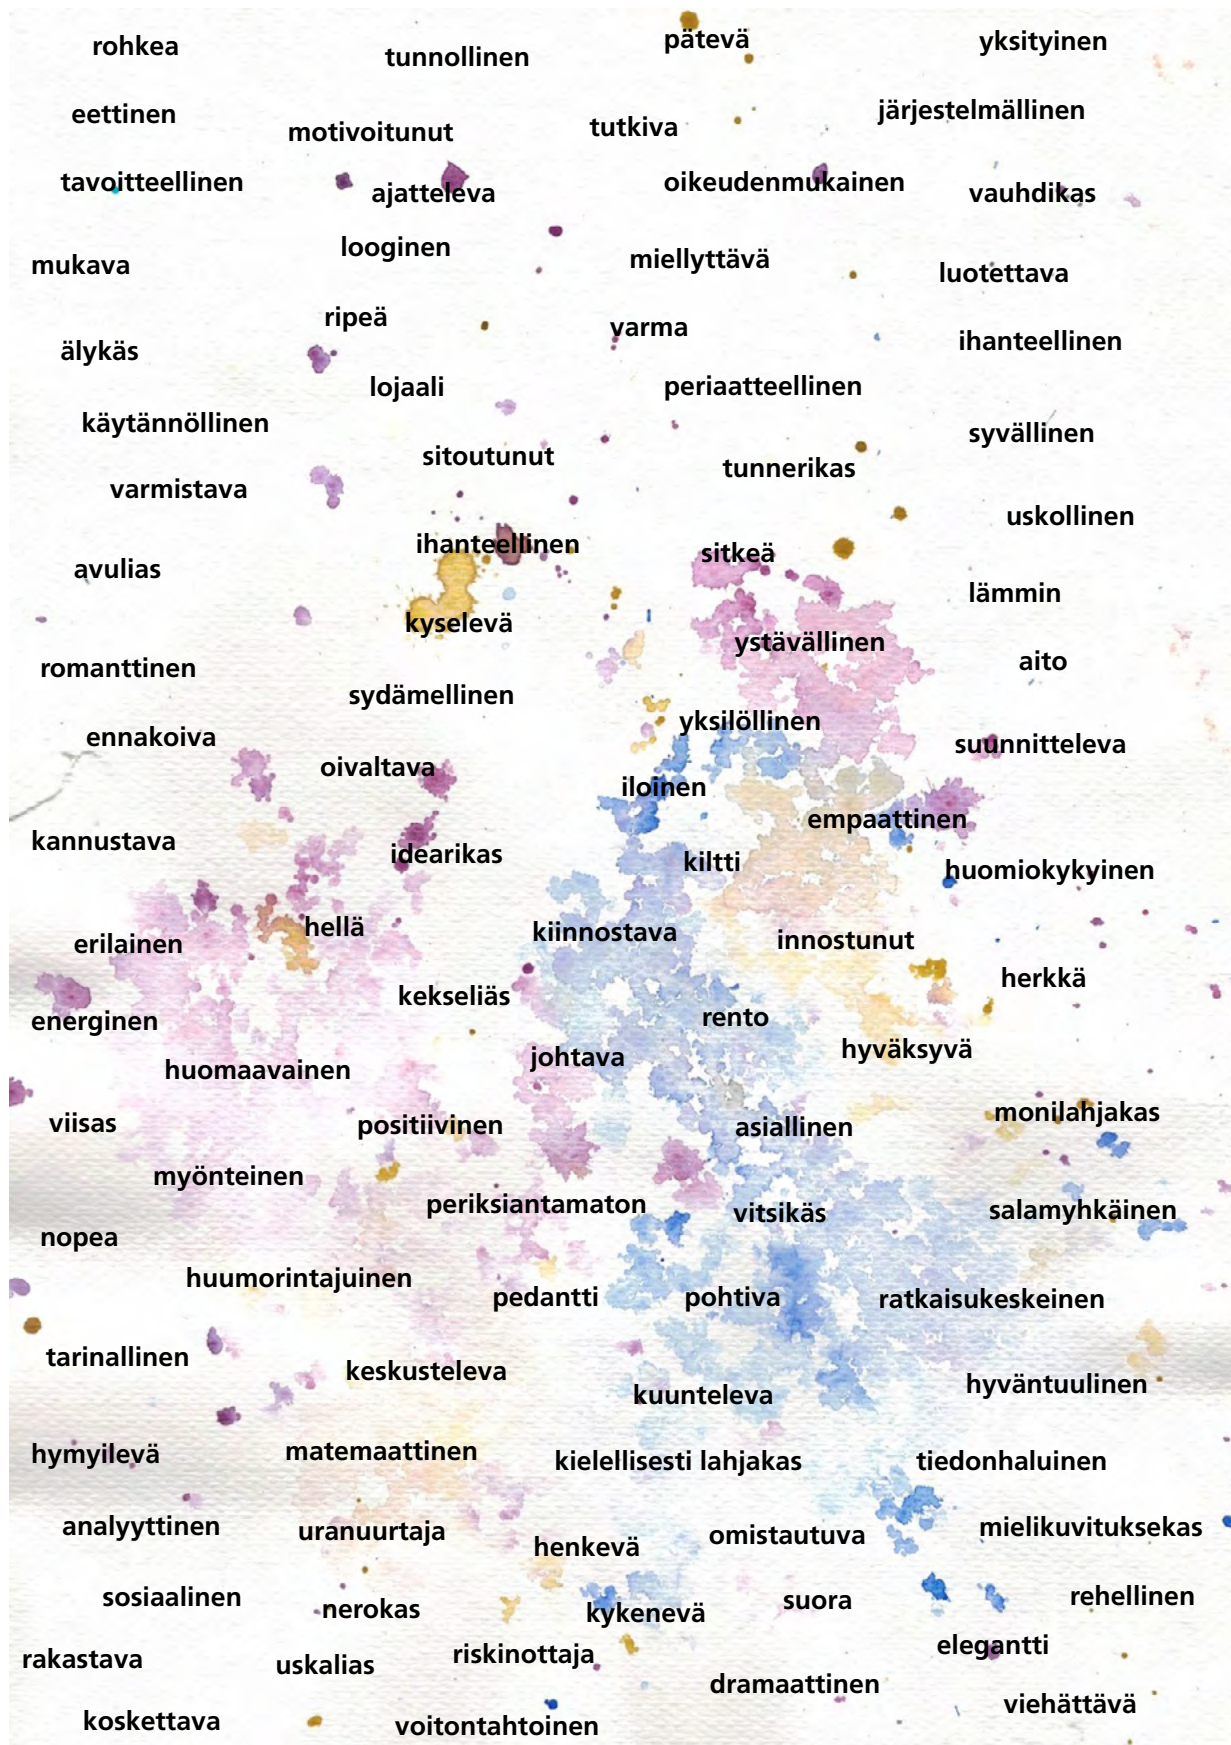 rohkea
tunnollinen
pätevä
yksityinen
eettinen
motivoitunut
tutkiva
järjestelmällinen
tavoitteellinen
ajatteleva
oikeudenmukainen
vauhdikas
mukava
looginen
miellyttävä
luotettava
älykäs
ripeä
varma
ihanteellinen
lojaali
periaatteellinen
käytännöllinen
sitoutunut
tunnerikas
syvällinen
varmistava
uskollinen
avulias
ihanteellinen
sitkeä
lämmin
kyselevä
ystävällinen
romanttinen
sydämellinen
aito
ennakoiva
oivaltava
yksilöllinen
suunnitteleva
iloinen
empaattinen
kannustava
idearikas
kiltti
huomiokykyinen
erilainen
hellä
kiinnostava
innostunut
herkkä
energinen
kekseliäs
rento
hyväksyvä
huomaavainen
johtava
viisas
positiivinen
asiallinen
monilahjakas
myönteinen
periksiantamaton
vitsikäs
salamyhkäinen
nopea
huumorintajuinen
pedantti
pohtiva
ratkaisukeskeinen
tarinallinen
keskusteleva
kuunteleva
hyväntuulinen
hymyilevä
matemaattinen
kielellisesti lahjakas
tiedonhaluinen
analyyttinen
uranuurtaja
henkevä
omistautuva
mielikuvituksekas
sosiaalinen
nerokas
kykenevä
suora
rehellinen
rakastava
uskalias
riskinottaja
elegantti
dramaattinen
viehättävä
koskettava
voitontahtoinen